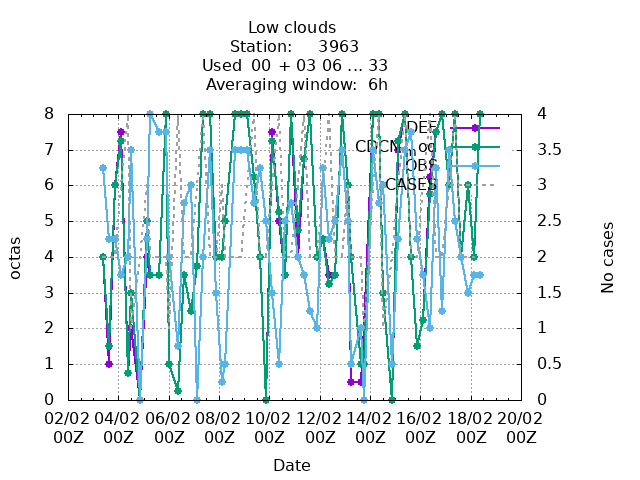 Low clouds
Station: 3963
Used 00 + 03 06 ... 33
Averaging window: 6h
8 7 6 5 4 3 2 1 0
4 3.5 3 2.5 2 1.5 1 0.5 0
DEF
CDCN_mod
OBS
CASES
octas
No cases
02/02 04/02 06/02 08/02 10/02 12/02 14/02 16/02 18/02 20/02
00Z 00Z 00Z 00Z 00Z 00Z 00Z 00Z 00Z 00Z
Date